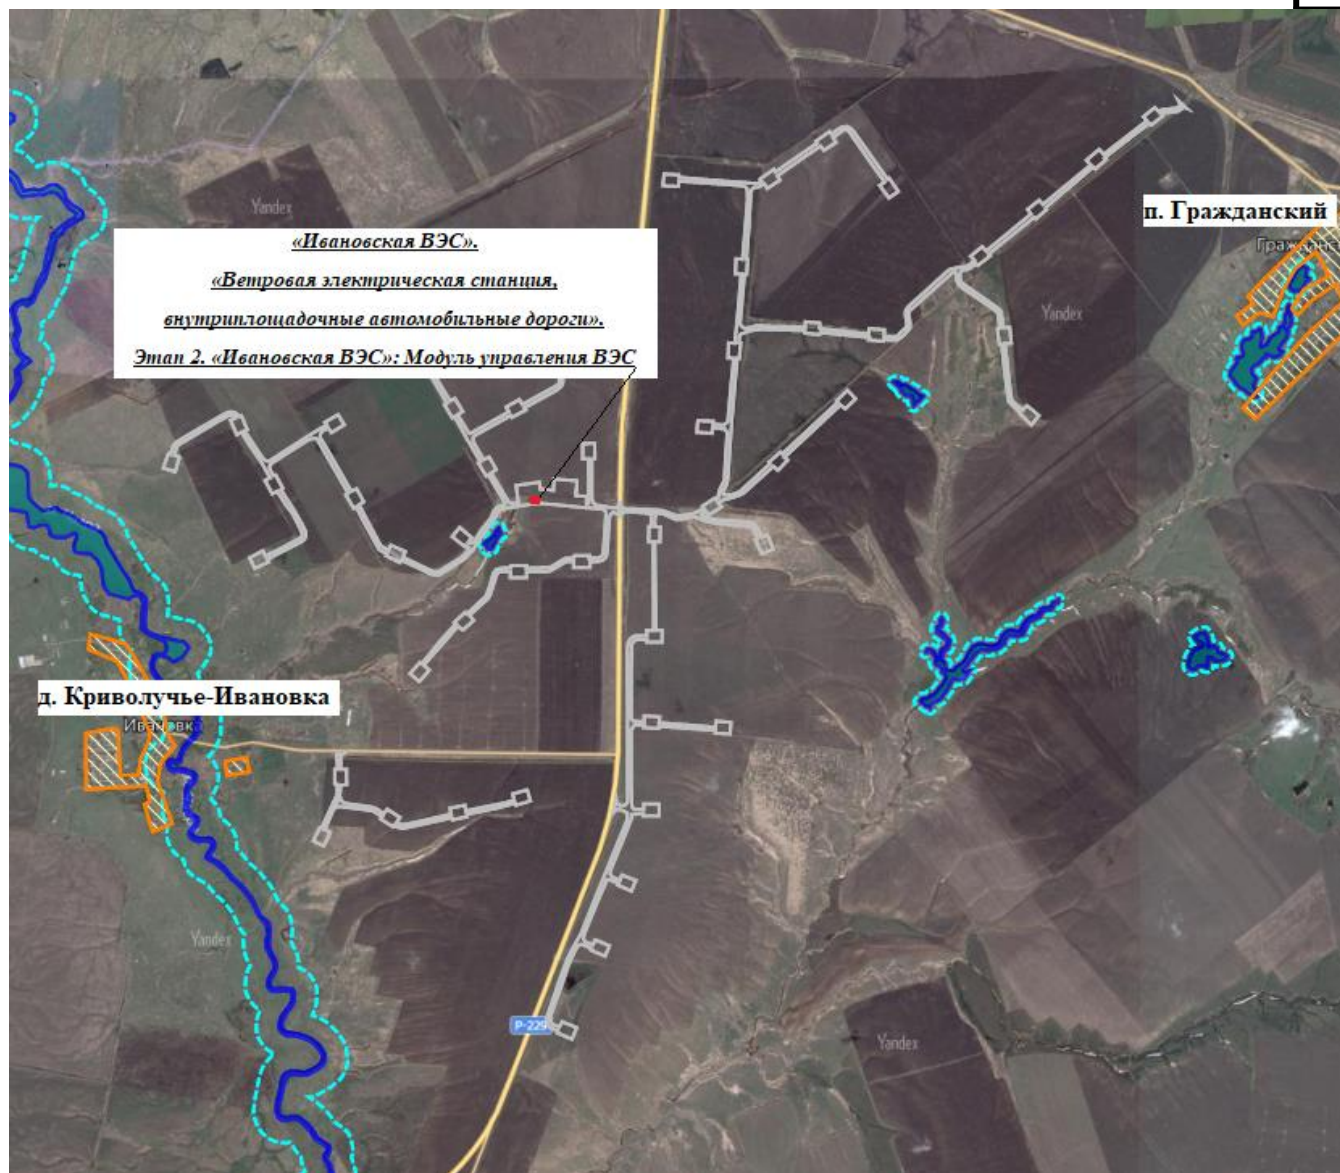 Yandex
п. Гражданский
«Ивановская ВЭС».
«Ветровая электрическая станция,
внутриплощадочные автомобильные дороги».
Этап 2. «Ивановская ВЭС»: Модуль управления ВЭС
Yandex
д. Криволучье-Ивановка
Ивановка
Yandex
Р-229
Yandex